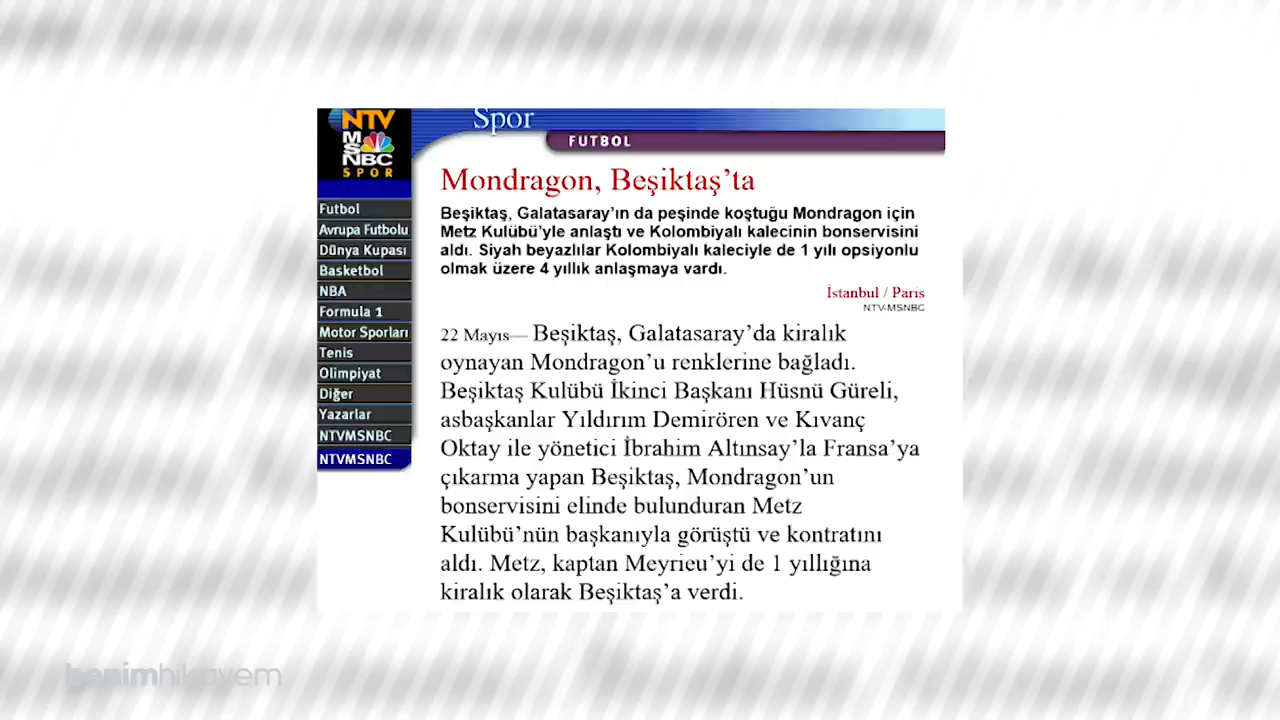 NTV
MSNBC
SPOR
Spor
FUTBOL
Futbol
Avrupa Futbolu
Dünya Kupası
Basketbol
NBA
Formula 1
Motor Sporları
Tenis
Olimpiyat
Diğer
Yazarlar
NTVMSNBC
NTVMSNBC
Mondragon, Beşiktaş'ta
Beşiktaş, Galatasaray'ın da peşinde koştuğu Mondragon için
Metz Kulübü'yle anlaştı ve Kolombiyalı kalecinin bonservisini
aldı. Siyah beyazlılar Kolombiyalı kaleciyle de 1 yılı opsiyonlu
olmak üzere 4 yıllık anlaşmaya vardı.
İstanbul / Paris
NTV-MSNBC
22 Mayıs— Beşiktaş, Galatasaray'da kiralık
oynayan Mondragon'u renklerine bağladı.
Beşiktaş Kulübü İkinci Başkanı Hüsnü Güreli,
asbaşkanlar Yıldırım Demirören ve Kıvanç
Oktay ile yönetici İbrahim Altınsay'la Fransa'ya
çıkarma yapan Beşiktaş, Mondragon'un
bonservisini elinde bulunduran Metz
Kulübü'nün başkanıyla görüştü ve kontratını
aldı. Metz, kaptan Meyrieu'yi de 1 yıllığına
kiralık olarak Beşiktaş'a verdi.
benimhikayem